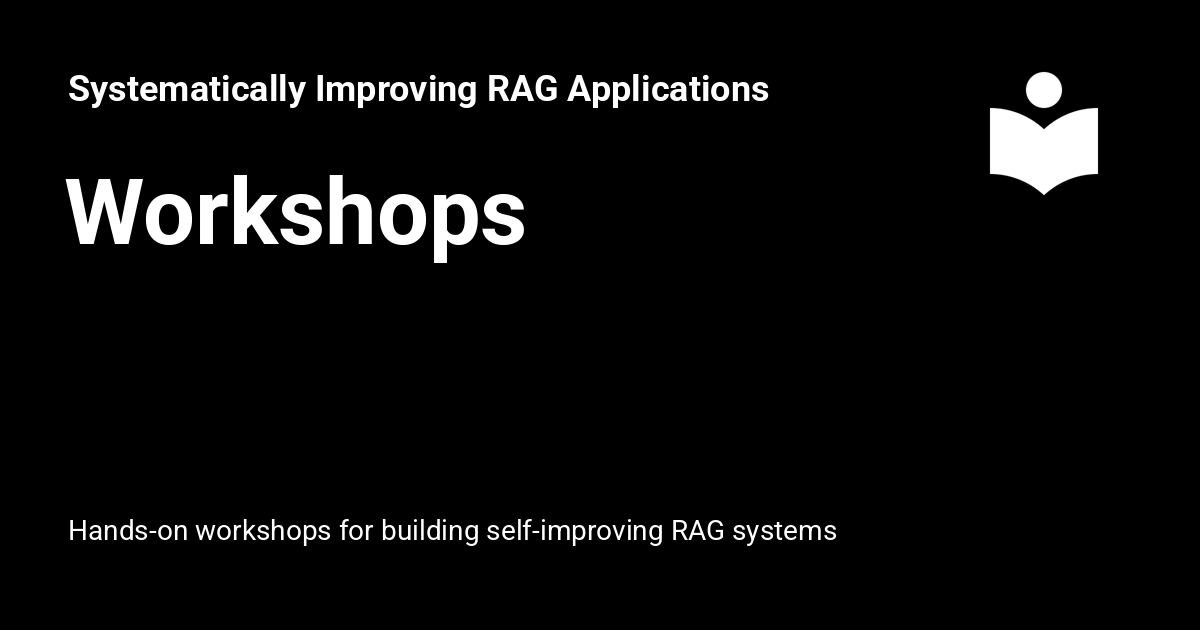 Systematically Improving RAG Applications
Workshops
Hands-on workshops for building self-improving RAG systems